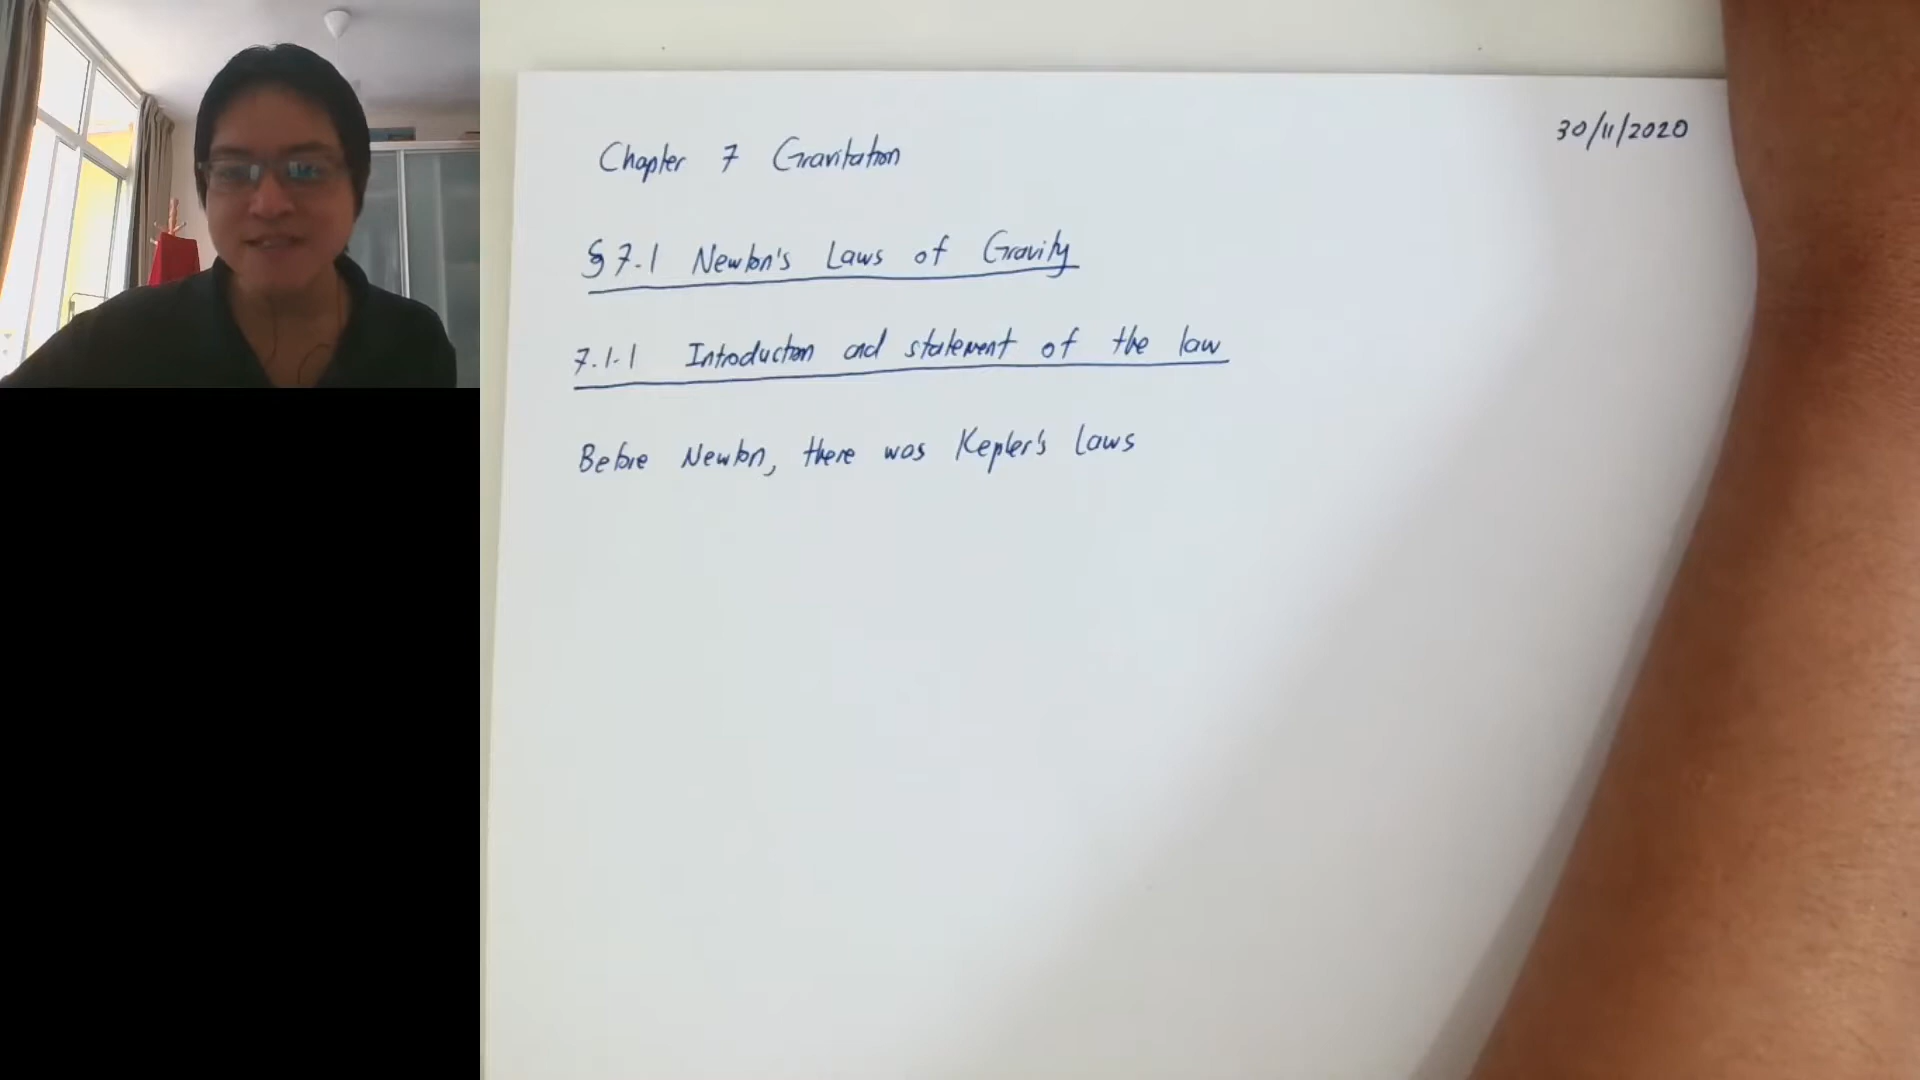 30/11/2020
Chapter 7 Gravitation
§ 7.1 Newton's Laws of Gravity
7.1.1 Introduction and statement of the law
Before Newton, there was Kepler's Laws